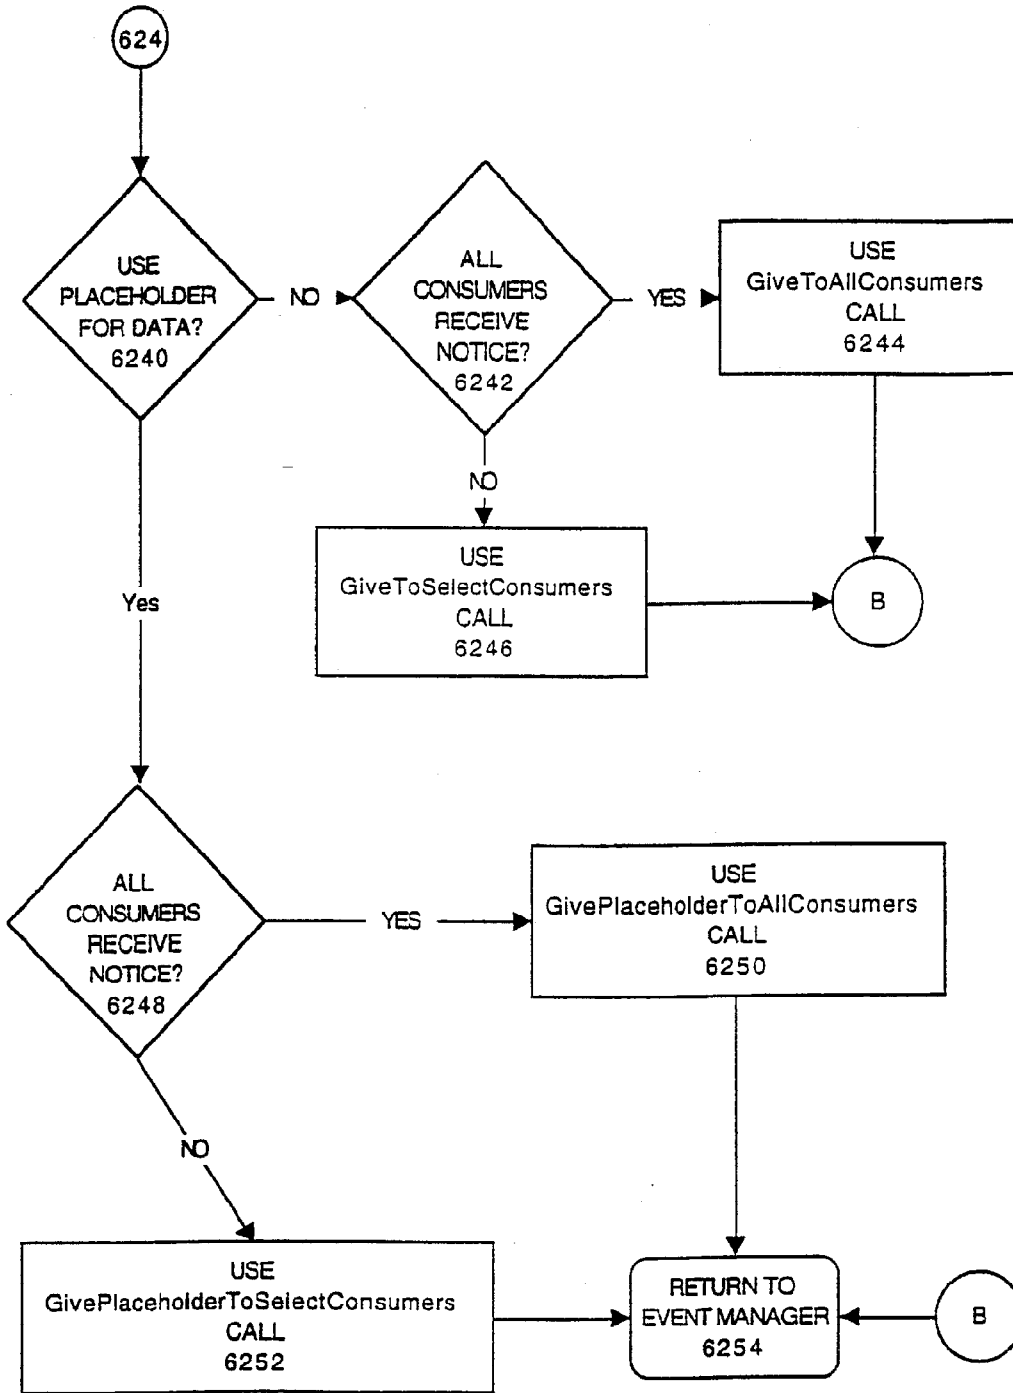 624
USE
PLACEHOLDER
FOR DATA?
6240
NO
ALL
CONSUMERS
RECEIVE
NOTICE?
6242
YES
USE
GiveToAllConsumers
CALL
6244
NO
USE
GiveToSelectConsumers
CALL
6246
B
Yes
ALL
CONSUMERS
RECEIVE
NOTICE?
6248
YES
USE
GivePlaceholderToAllConsumers
CALL
6250
NO
USE
GivePlaceholderToSelectConsumers
CALL
6252
RETURN TO
EVENT MANAGER
6254
B